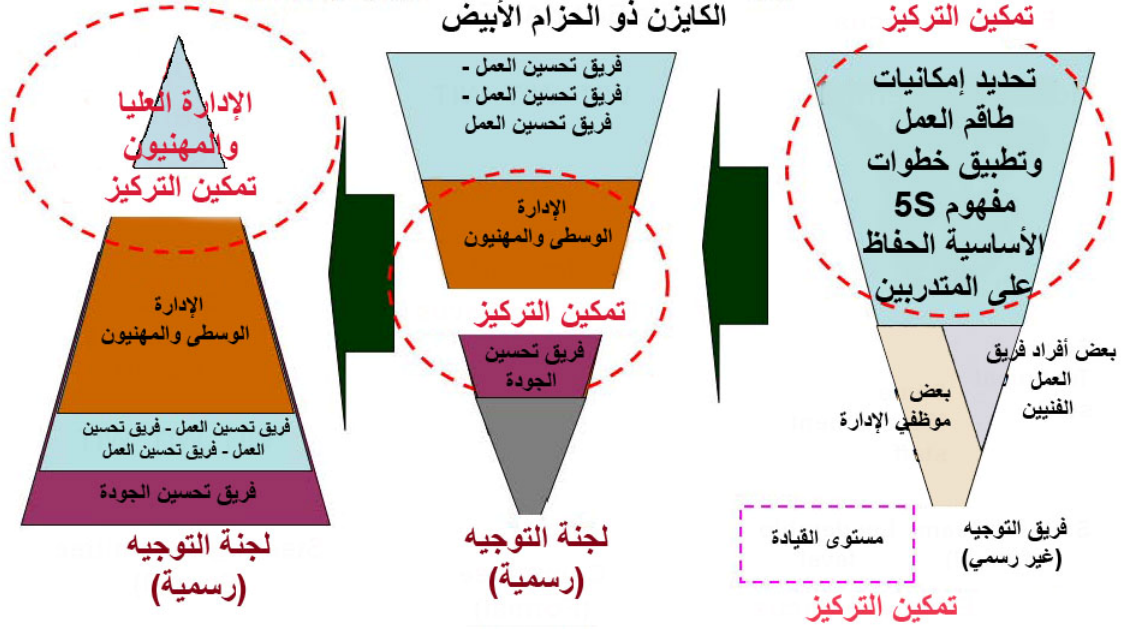 تمكين التركيز
تحديد إمكانيات
طاقم العمل
وتطبيق خطوات
مفهوم 5S
الأساسية الحفاظ
على المتدربين
بعض أفراد فريق
العمل
الفنيين
بعض
موظفي الإدارة
فريق التوجيه
(غير رسمي)
مستوى القيادة
تمكين التركيز
الكايزن ذو الحزام الأبيض
فريق تحسين العمل -
فريق تحسين العمل -
فريق تحسين العمل
الإدارة
الوسطى والمهنيون
تمكين التركيز
فريق تحسين
الجودة
لجنة التوجيه
(رسمية)
الإدارة العليا
والمهنيون
تمكين التركيز
الإدارة
الوسطى والمهنيون
فريق تحسين العمل - فريق تحسين
العمل - فريق تحسين العمل
فريق تحسين الجودة
لجنة التوجيه
(رسمية)